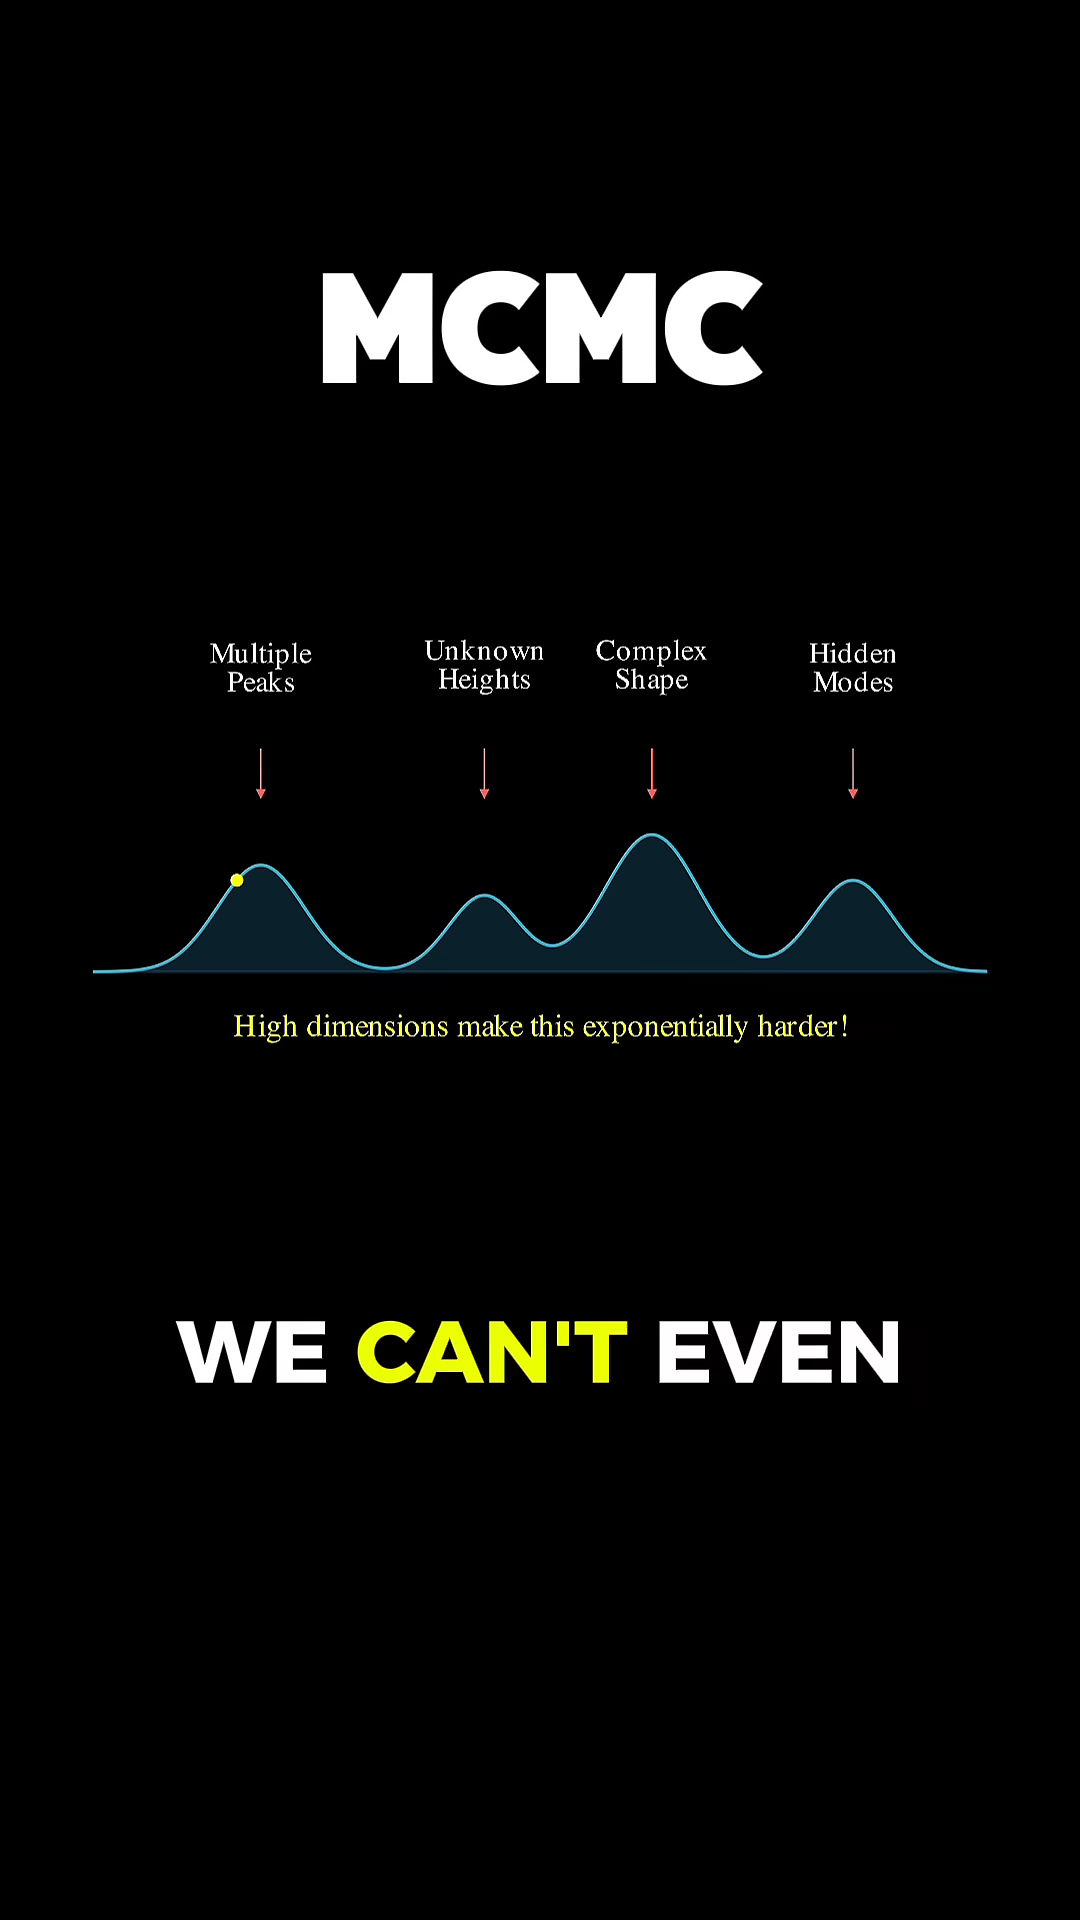 MCMC
Multiple
Peaks
Unknown
Heights
Complex
Shape
Hidden
Modes
High dimensions make this exponentially harder!
WE CAN'T EVEN